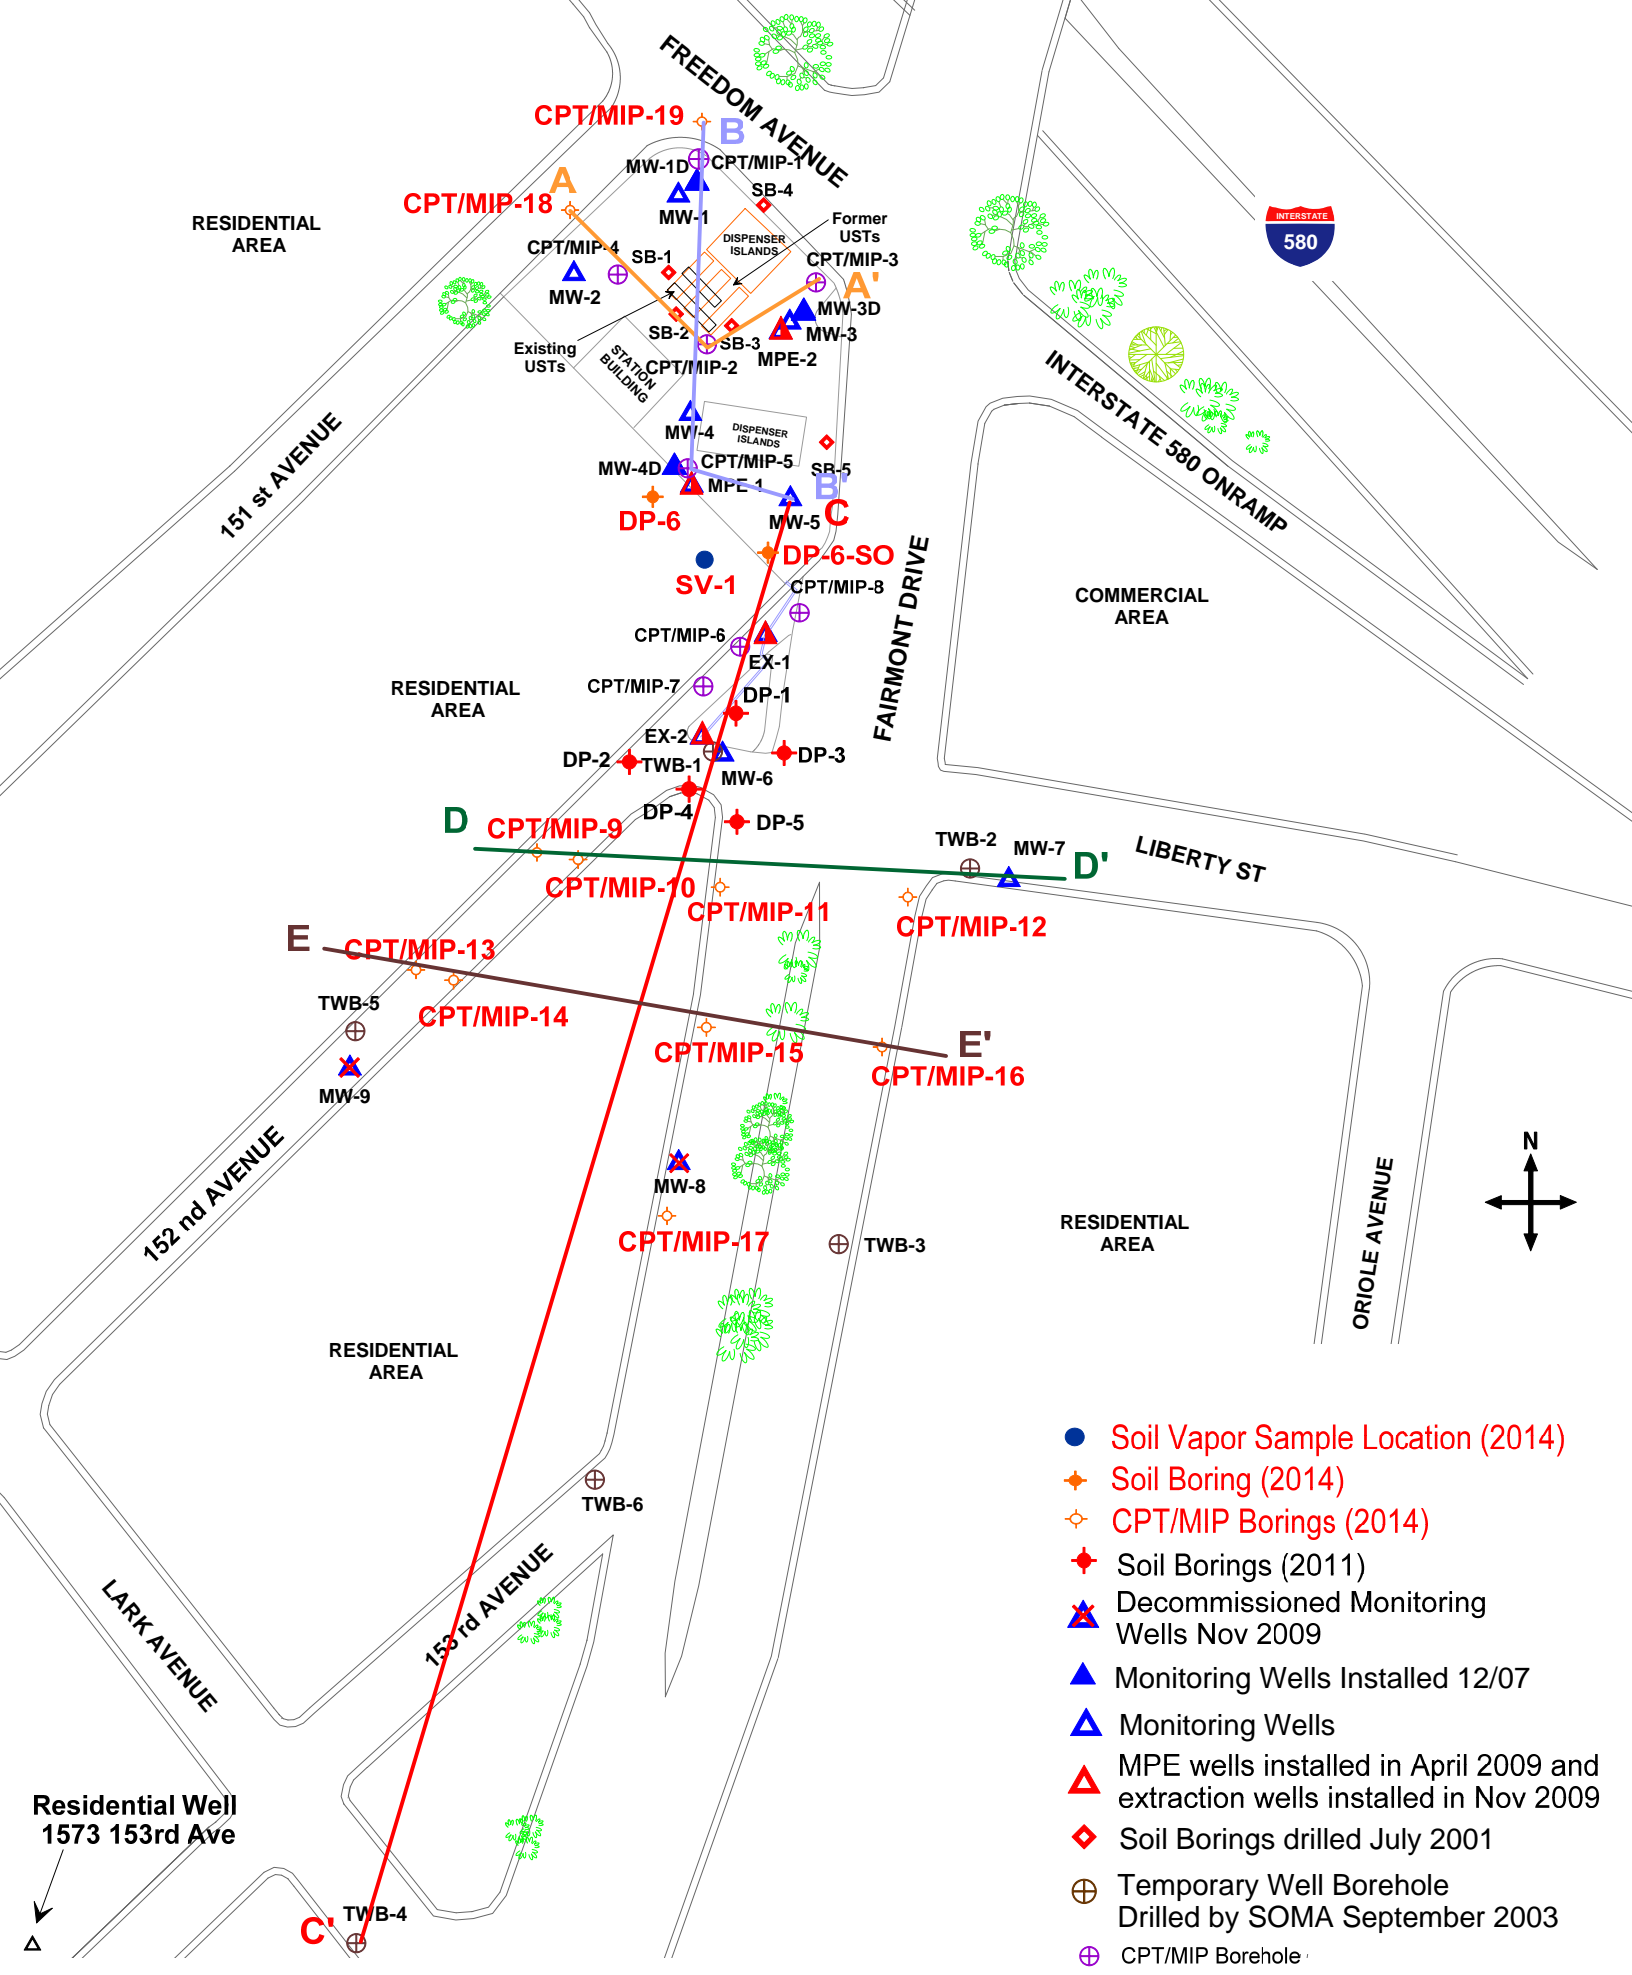 FREEDOM AVENUE
CPT/MIP-19
B
MW-1D
CPT/MIP-1
A
CPT/MIP-18
SB-4
MW-1
RESIDENTIAL
AREA
Former
USTs
INTERSTATE
580
DISPENSER
ISLANDS
CPT/MIP-4
SB-1
CPT/MIP-3
A'
MW-2
MW-3D
SB-2
SB-3
MW-3
Existing
USTs
STATION
BUILDING
CPT/MIP-2
MPE-2
INTERSTATE 580 ONRAMP
151 st AVENUE
MW-4
DISPENSER
ISLANDS
MW-4D
CPT/MIP-5
SB-5
MPE-1
B'
DP-6
MW-5
C
DP-6-SO
SV-1
CPT/MIP-8
FAIRMONT DRIVE
COMMERCIAL
AREA
CPT/MIP-6
EX-1
CPT/MIP-7
RESIDENTIAL
AREA
DP-1
EX-2
DP-2
TWB-1
DP-3
MW-6
DP-4
DP-5
D
CPT/MIP-9
TWB-2
MW-7
D'
LIBERTY ST
CPT/MIP-10
CPT/MIP-11
CPT/MIP-12
E
CPT/MIP-13
TWB-5
CPT/MIP-14
CPT/MIP-15
E'
CPT/MIP-16
MW-9
152 nd AVENUE
MW-8
N
CPT/MIP-17
TWB-3
RESIDENTIAL
AREA
ORIOLE AVENUE
RESIDENTIAL
AREA
TWB-6
153 rd AVENUE
LARK AVENUE
Residential Well
1573 153rd Ave
C'
TWB-4
Soil Vapor Sample Location (2014)
Soil Boring (2014)
CPT/MIP Borings (2014)
Soil Borings (2011)
Decommissioned Monitoring
Wells Nov 2009
Monitoring Wells Installed 12/07
Monitoring Wells
MPE wells installed in April 2009 and
extraction wells installed in Nov 2009
Soil Borings drilled July 2001
Temporary Well Borehole
Drilled by SOMA September 2003
CPT/MIP Borehole